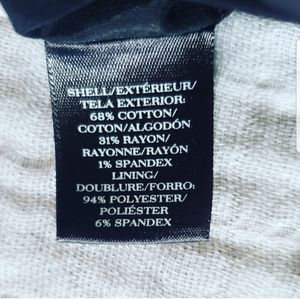 SHELL/EXTÉRIEUR/
TELA EXTERIOR:
68% COTTON/
COTON/ALGODÓN
31% RAYON/
RAYONNE/RAYÓN
1% SPANDEX
LINING/
DOUBLURE/FORRO:
94% POLYESTER/
POLIÉSTER
6% SPANDEX